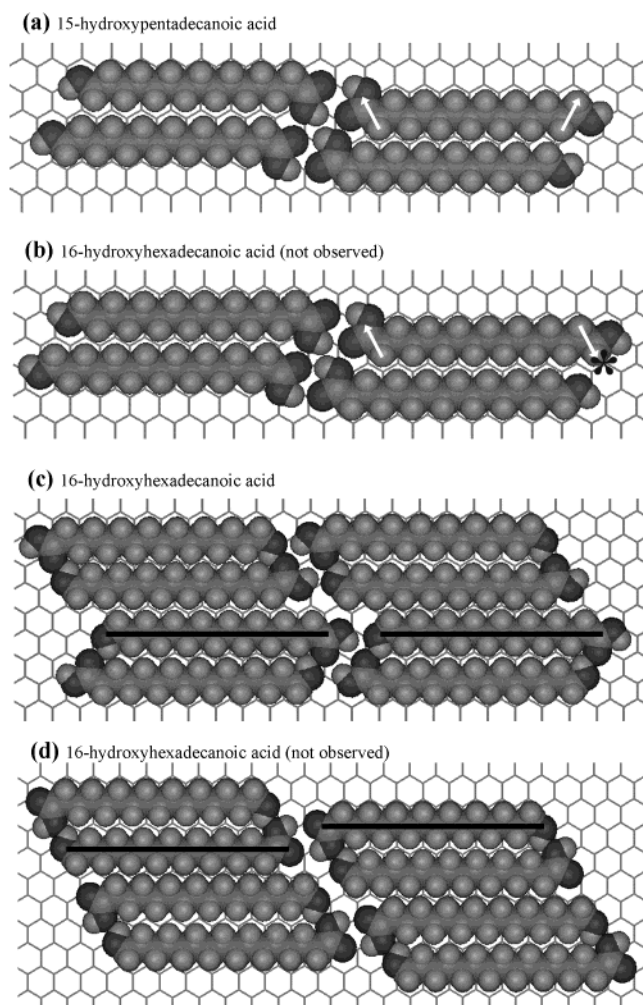 (a) 15-hydroxypentadecanoic acid
(b) 16-hydroxyhexadecanoic acid (not observed)
*
(c) 16-hydroxyhexadecanoic acid
(d) 16-hydroxyhexadecanoic acid (not observed)